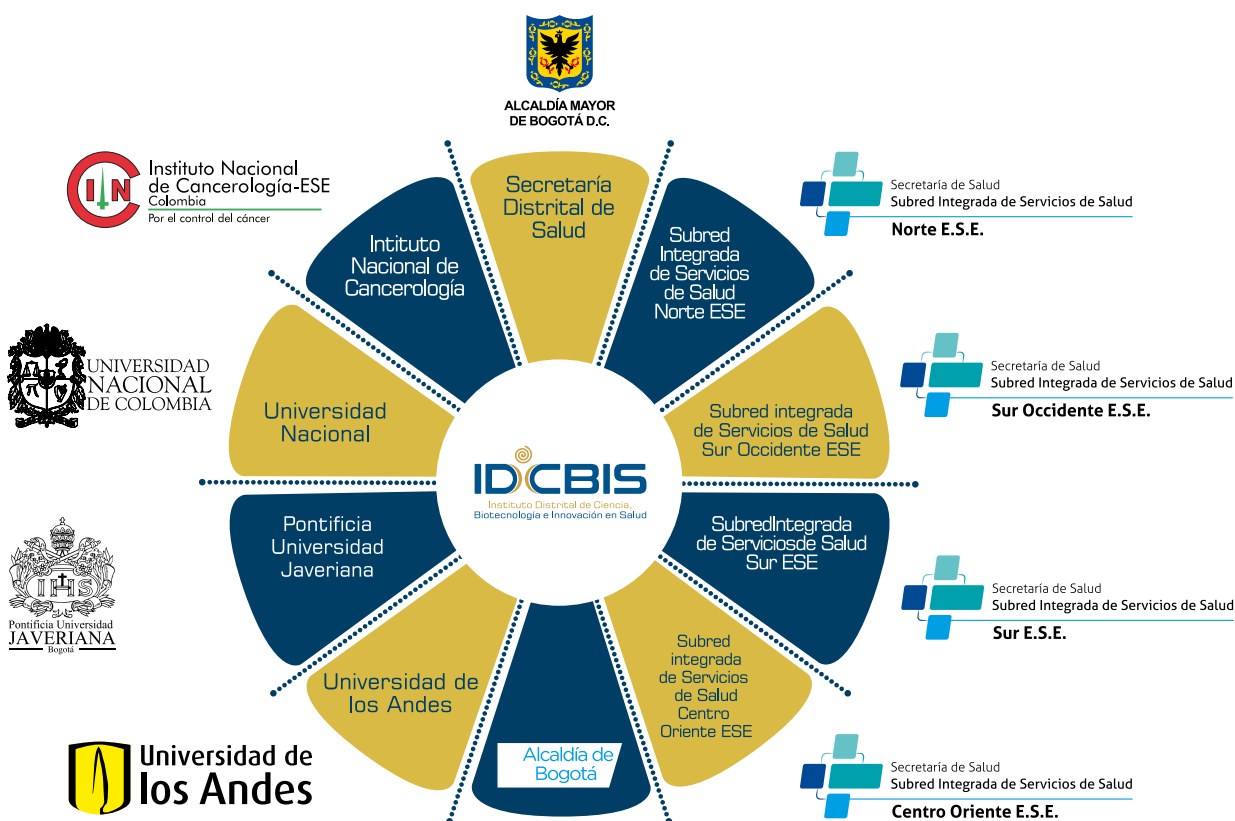 ALCALDÍA MAYOR
DE BOGOTÁ D.C.
Instituto Nacional
de Cancerología-ESE
Colombia
Por el control del cáncer
Secretaría
Distrital de
Salud
Secretaría de Salud
Subred Integrada de Servicios de Salud
Norte E.S.E.
Intituto
Nacional de
Cancerología
Subred
Integrada
de Servicios
de Salud
Norte ESE
UNIVERSIDAD
NACIONAL
DE COLOMBIA
Universidad
Nacional
Subred integrada
de Servicios de Salud
Sur Occidente ESE
Secretaría de Salud
Subred Integrada de Servicios de Salud
Sur Occidente E.S.E.
IDCBIS
Instituto Distrital de Ciencia,
Biotecnología e Innovación en Salud
IHS
Pontificia Universidad
JAVERIANA
Bogotá
Pontificia
Universidad
Javeriana
SubredIntegrada
de Serviciosde Salud
Sur ESE
Secretaría de Salud
Subred Integrada de Servicios de Salud
Sur E.S.E.
Universidad de
los Andes
Universidad de
los Andes
Alcaldía de
Bogotá
Subred
integrada
de Servicios
de Salud
Centro
Oriente ESE
Secretaría de Salud
Subred Integrada de Servicios de Salud
Centro Oriente E.S.E.